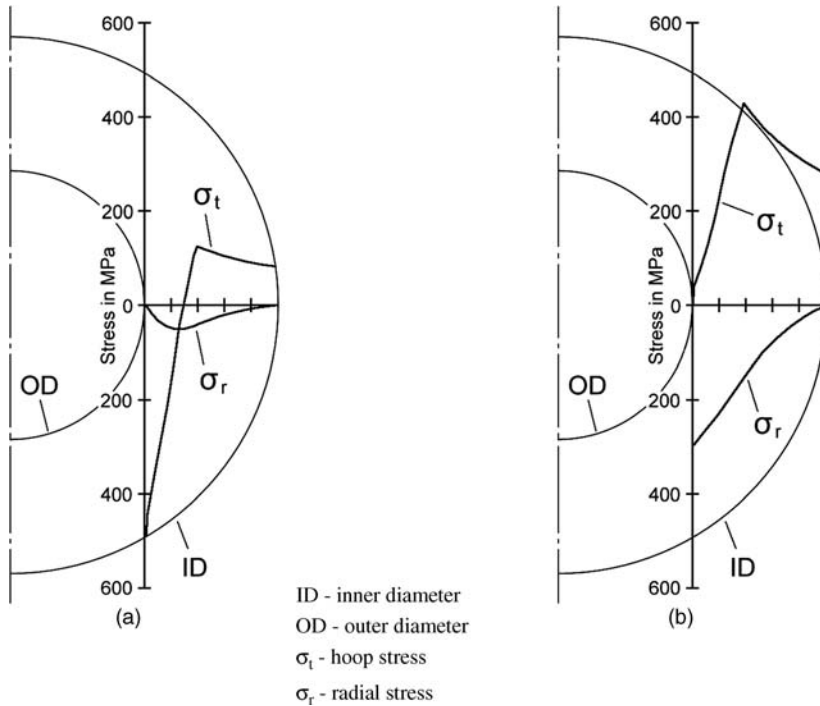 600
400
200
0
200
400
600
Stress in MPa
σt
σr
OD
ID
(a)
600
400
200
0
200
400
600
Stress in MPa
σt
σr
OD
ID
(b)
ID - inner diameter
OD - outer diameter
σt - hoop stress
σr - radial stress